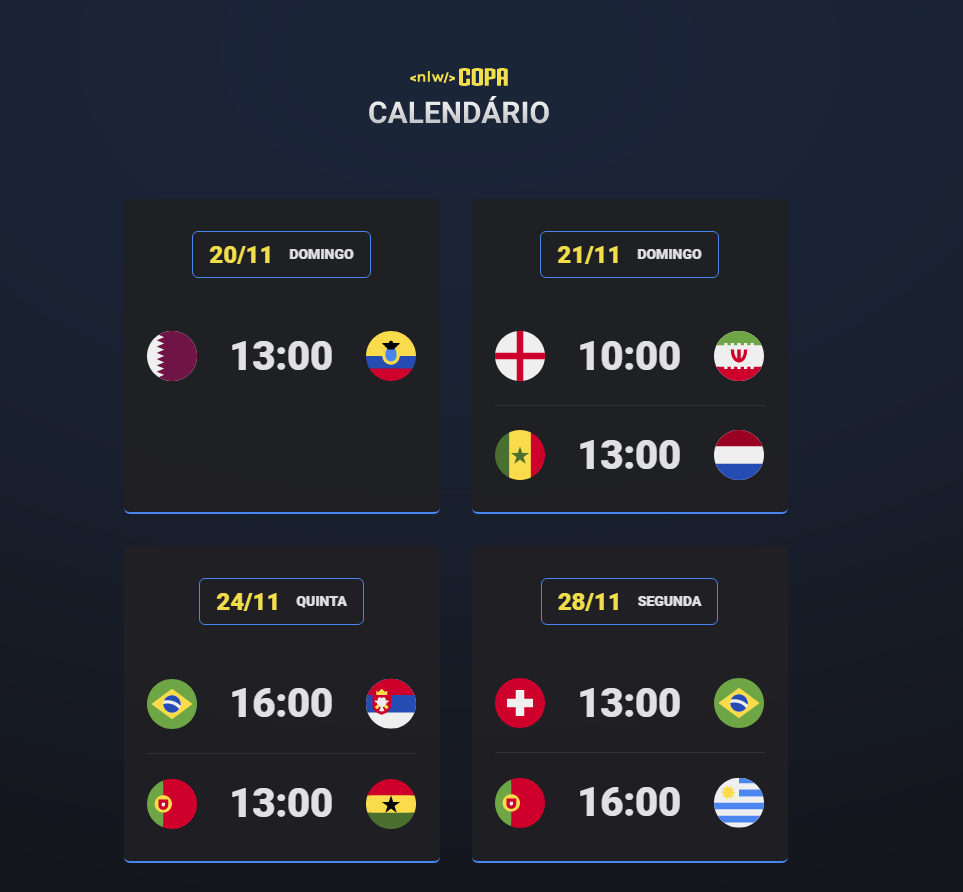 <nlw/> COPA
CALENDÁRIO
20/11 DOMINGO
13:00
21/11 DOMINGO
10:00
13:00
24/11 QUINTA
16:00
13:00
28/11 SEGUNDA
13:00
16:00